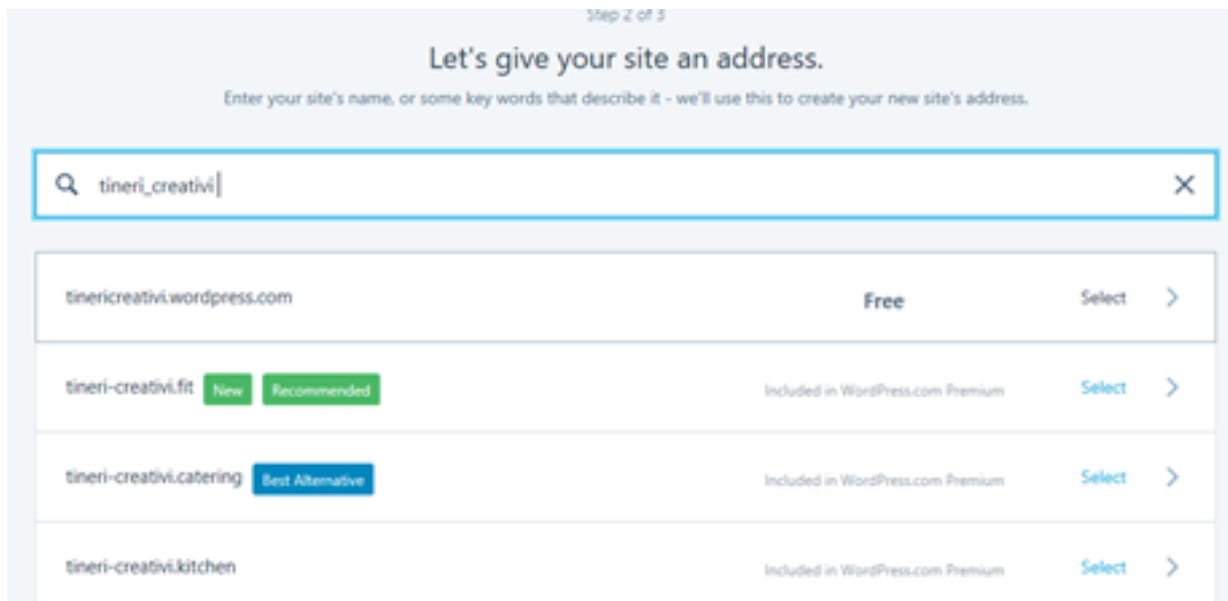 Step 2 of 3
Let's give your site an address.
Enter your site's name, or some key words that describe it - we'll use this to create your new site's address.
tineri_creativi
tinericreativi.wordpress.com Free Select
tineri-creativi.fit New Recommended Included in WordPress.com Premium Select
tineri-creativi.catering Best Alternative Included in WordPress.com Premium Select
tineri-creativi.kitchen Included in WordPress.com Premium Select